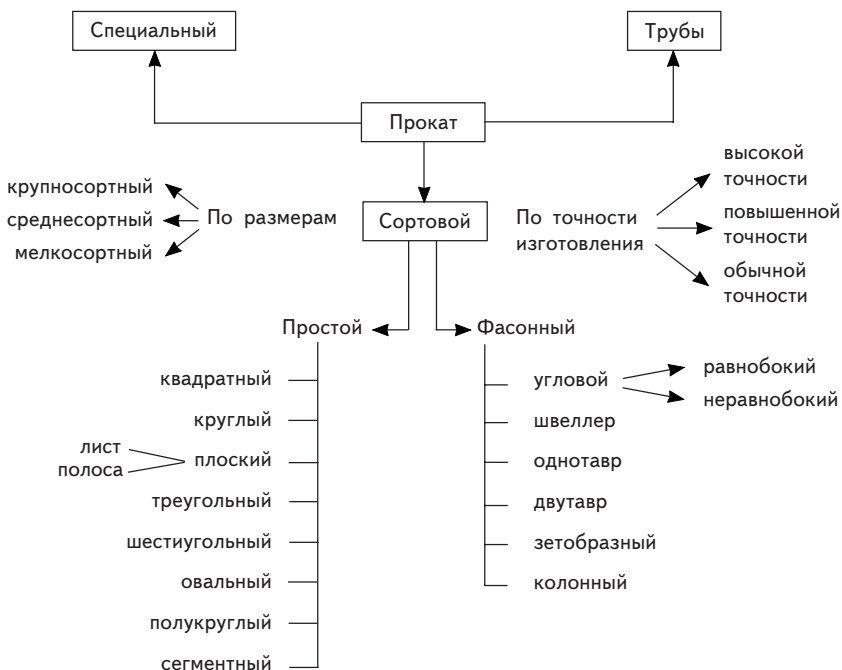 Специальный
Трубы
Прокат
крупносортный
среднесортный
мелкосортный
По размерам
Сортовой
По точности
изготовления
высокой
точности
повышенной
точности
обычной
точности
Простой
Фасонный
квадратный
круглый
лист
полоса
плоский
треугольный
шестиугольный
овальный
полукруглый
сегментный
угловой
равнобокий
неравнобокий
швеллер
однотавр
двутавр
зетобразный
колонный